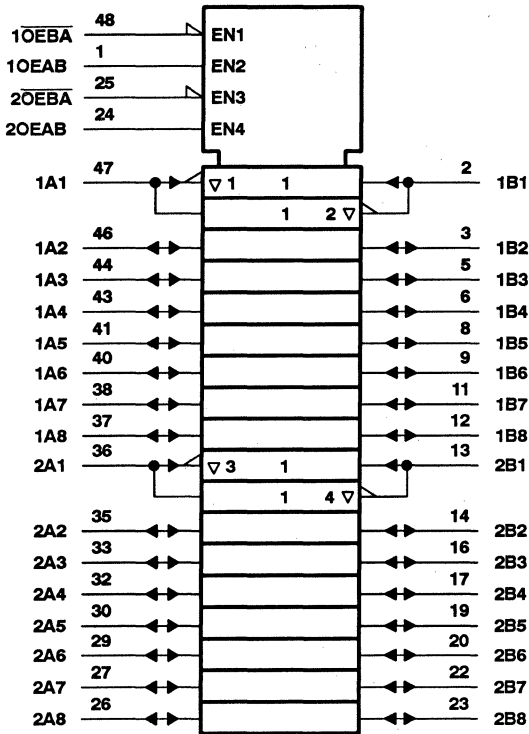 48
1O̅E̅B̅A̅ EN1
1
1OEAB EN2
25
2O̅E̅B̅A̅ EN3
24
2OEAB EN4
47 2
1A1 ▽ 1 1 1B1
1 2 ▽
46 3
1A2 1B2
44 5
1A3 1B3
43 6
1A4 1B4
41 8
1A5 1B5
40 9
1A6 1B6
38 11
1A7 1B7
37 12
1A8 1B8
36 13
2A1 ▽ 3 1 2B1
1 4 ▽
35 14
2A2 2B2
33 16
2A3 2B3
32 17
2A4 2B4
30 19
2A5 2B5
29 20
2A6 2B6
27 22
2A7 2B7
26 23
2A8 2B8